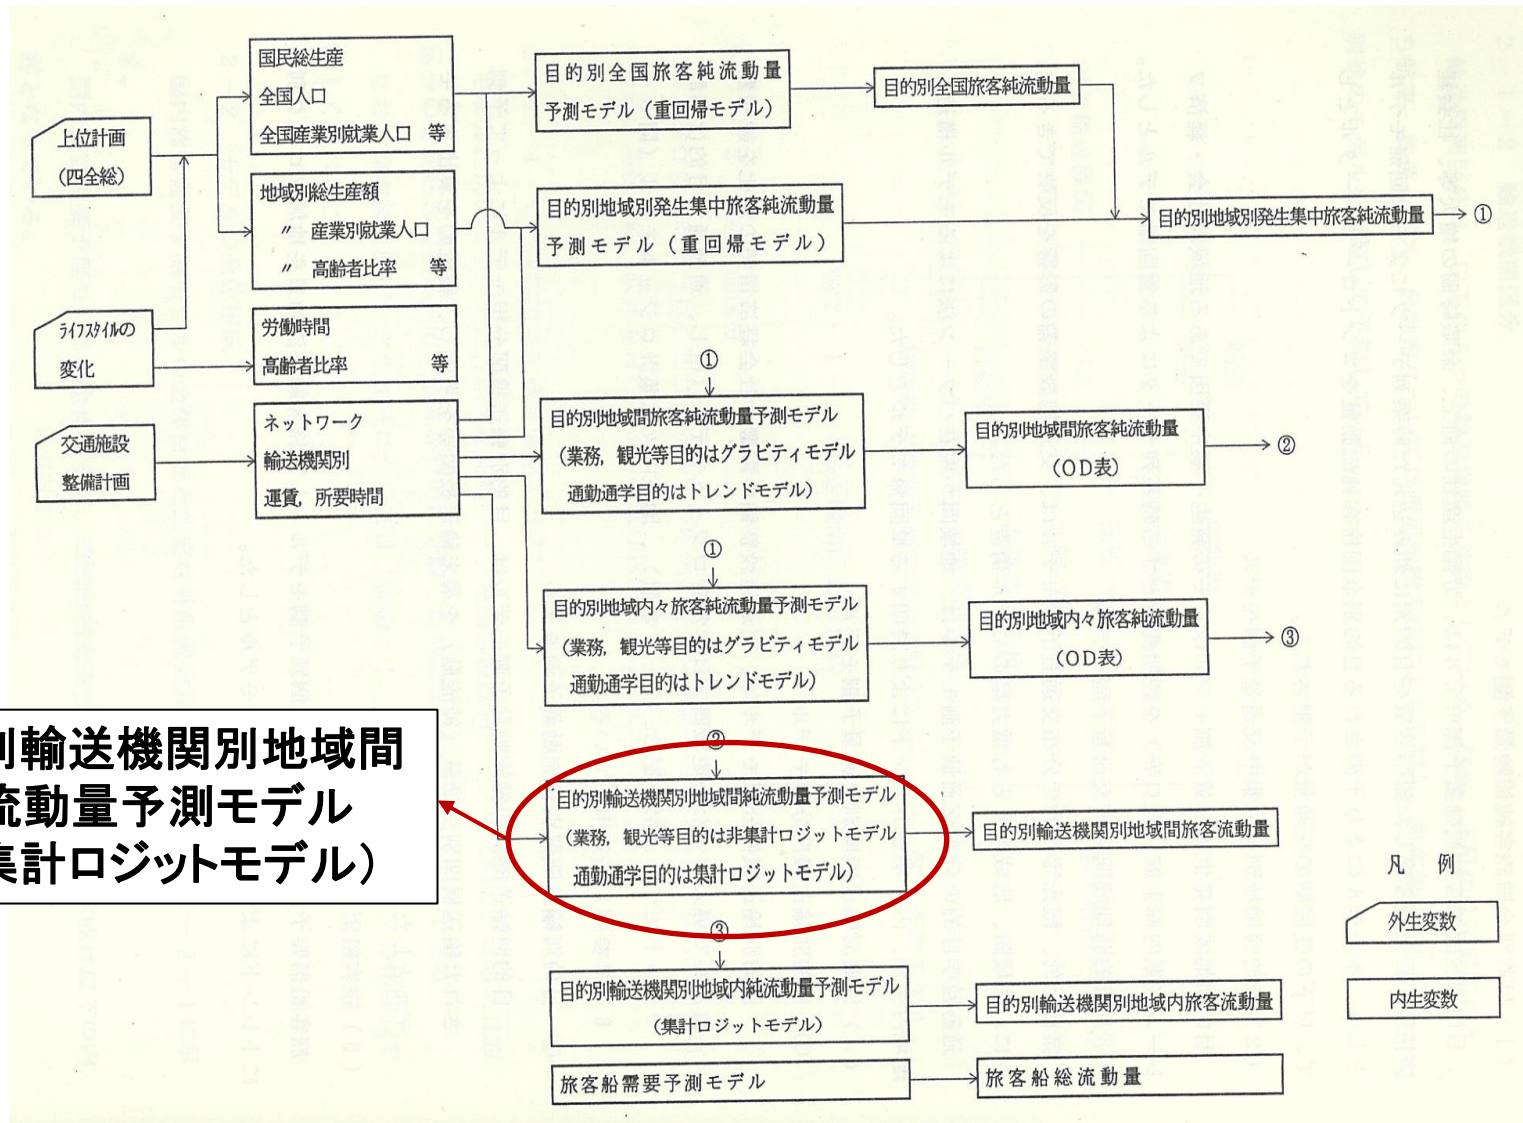 国民総生産
全国人口
全国産業別就業人口 等
目的別全国旅客純流動量
予測モデル（重回帰モデル）
目的別全国旅客純流動量
上位計画
(四全総)
地域別総生産額
〃 産業別就業人口
〃 高齢者比率 等
目的別地域別発生集中旅客純流動量
予測モデル（重回帰モデル）
目的別地域別発生集中旅客純流動量
①
ライフスタイルの
変化
労働時間
高齢者比率 等
①
交通施設
整備計画
ネットワーク
輸送機関別
運賃，所要時間
目的別地域間旅客純流動量予測モデル
(業務，観光等目的はグラビティモデル
通勤通学目的はトレンドモデル)
目的別地域間旅客純流動量
(OD表)
②
①
目的別地域内々旅客純流動量予測モデル
(業務，観光等目的はグラビティモデル
通勤通学目的はトレンドモデル)
目的別地域内々旅客純流動量
(OD表)
③
別輸送機関別地域間
流動量予測モデル
集計ロジットモデル）
②
目的別輸送機関別地域間純流動量予測モデル
(業務，観光等目的は非集計ロジットモデル
通勤通学目的は集計ロジットモデル)
目的別輸送機関別地域間旅客流動量
③
目的別輸送機関別地域内純流動量予測モデル
(集計ロジットモデル)
目的別輸送機関別地域内旅客流動量
旅客船需要予測モデル
旅客船総流動量
凡 例
外生変数
内生変数